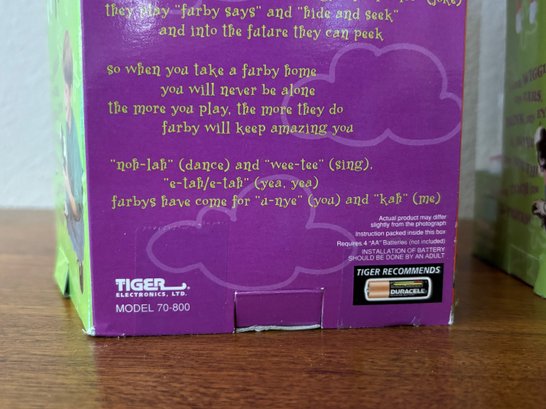 they play "furby says" and "hide and seek"
and into the future they can peek
so when you take a furby home
you will never be alone
the more you play, the more they do
furby will keep amazing you
"noh-lah" (dance) and "wee-tee" (sing),
"e-tah/e-tah" (yea, yea)
furbys have come for "u-nye" (you) and "kah" (me)
Actual product may differ
slightly from the photograph
Instruction packed inside this box
Requires 4 "AA" Batteries (not included)
INSTALLATION OF BATTERY
SHOULD BE DONE BY AN ADULT
TIGER RECOMMENDS
DURACELL
TIGER
ELECTRONICS, LTD.
MODEL 70-800